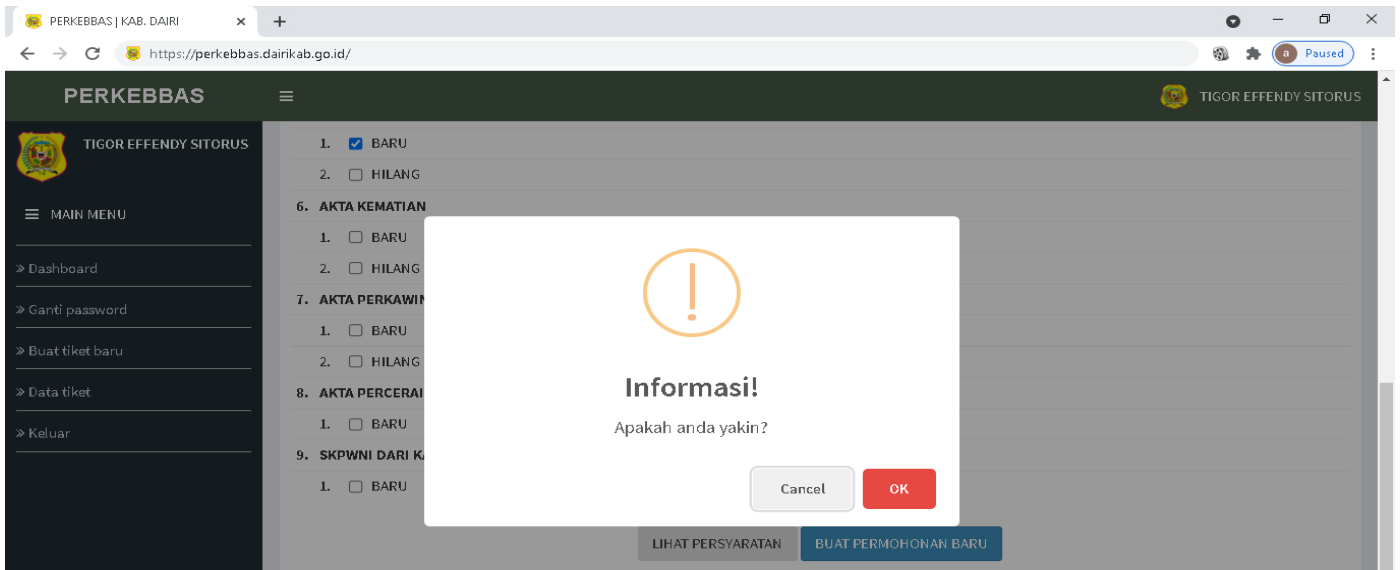 PERKEBBAS | KAB. DAIRI
https://perkebbas.dairikab.go.id/
a Paused
PERKEBBAS
TIGOR EFFENDY SITORUS
TIGOR EFFENDY SITORUS
MAIN MENU
Dashboard
Ganti password
Buat tiket baru
Data tiket
Keluar
1. BARU
2. HILANG
6. AKTA KEMATIAN
1. BARU
2. HILANG
7. AKTA PERKAWIN
1. BARU
2. HILANG
8. AKTA PERCERAI
1. BARU
9. SKPWNI DARI KA
1. BARU
Informasi!
Apakah anda yakin?
Cancel OK
LIHAT PERSYARATAN BUAT PERMOHONAN BARU